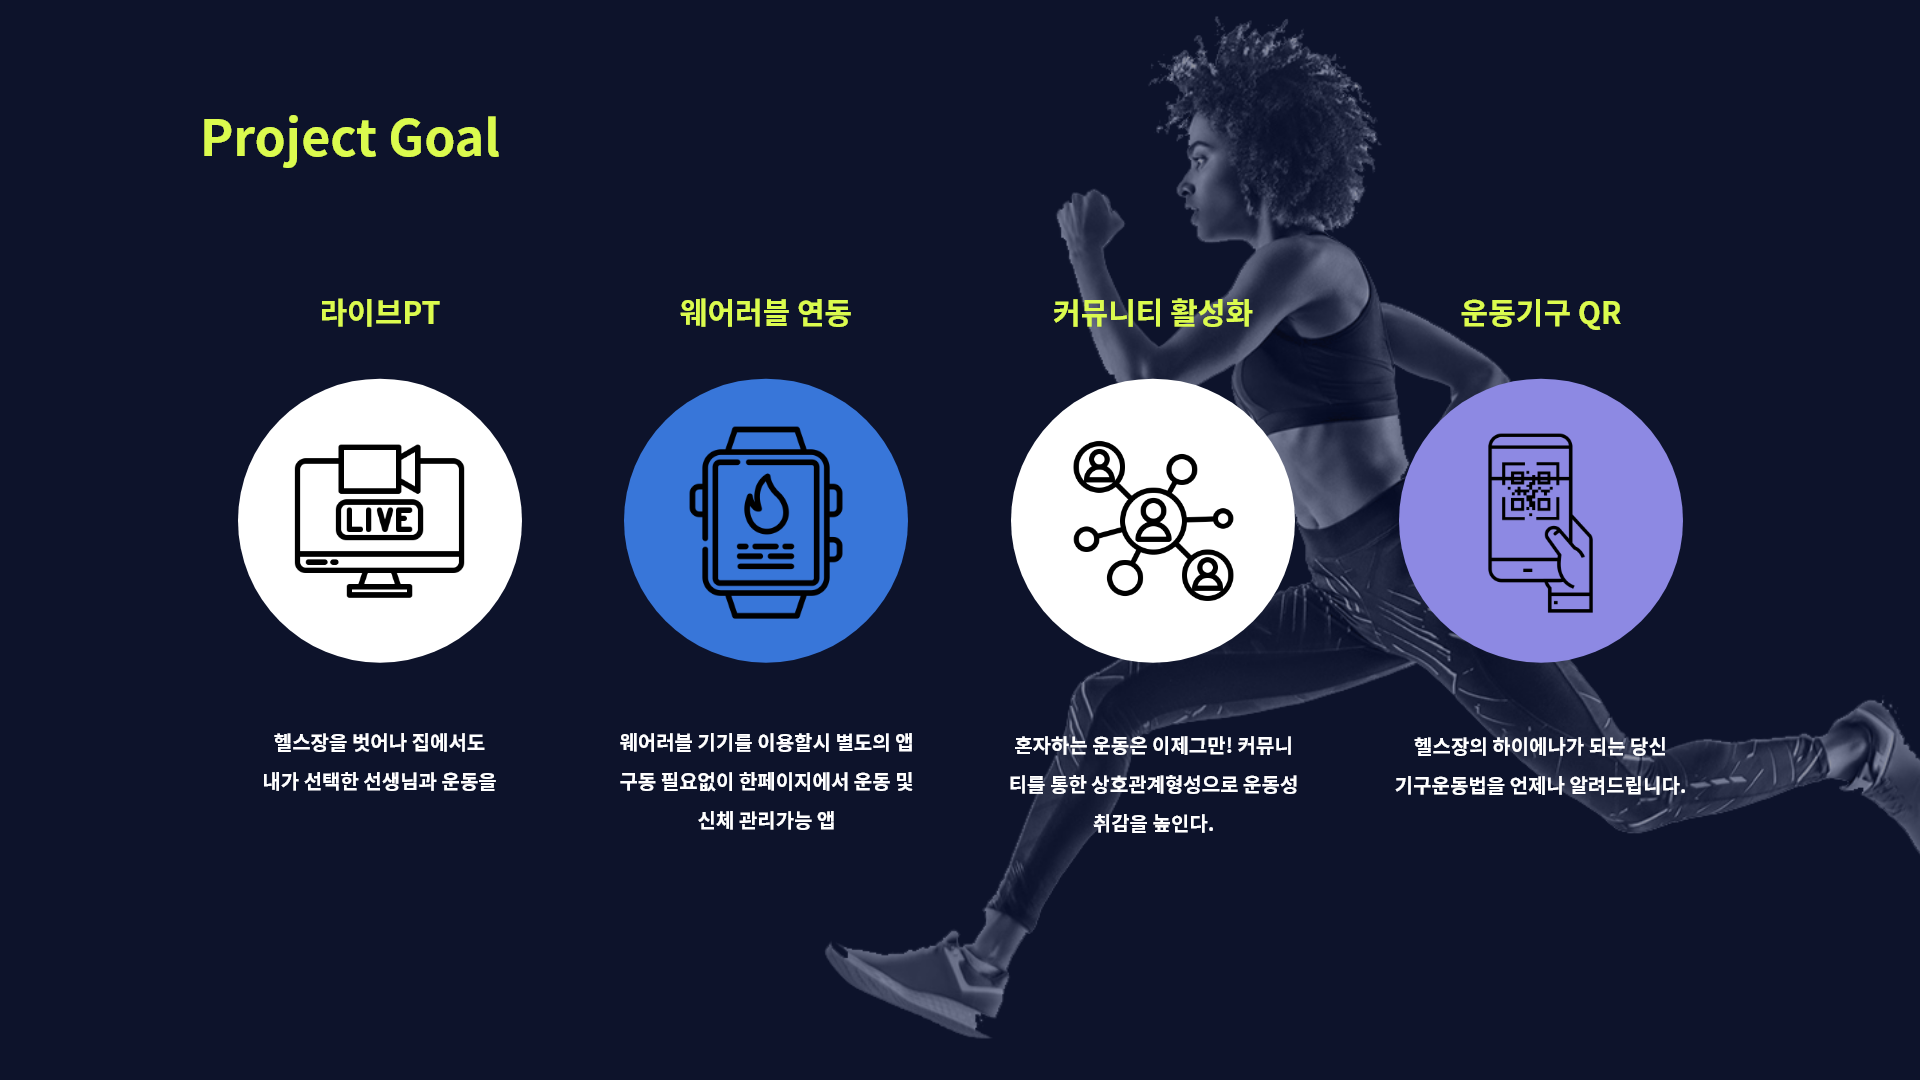 Project Goal
라이브PT
웨어러블 연동
커뮤니티 활성화
운동기구 QR
LIVE
헬스장을 벗어나 집에서도
내가 선택한 선생님과 운동을
웨어러블 기기를 이용할시 별도의 앱
구동 필요없이 한페이지에서 운동 및
신체 관리가능 앱
혼자하는 운동은 이제그만! 커뮤니
티를 통한 상호관계형성으로 운동성
취감을 높인다.
헬스장의 하이에나가 되는 당신
기구운동법을 언제나 알려드립니다.